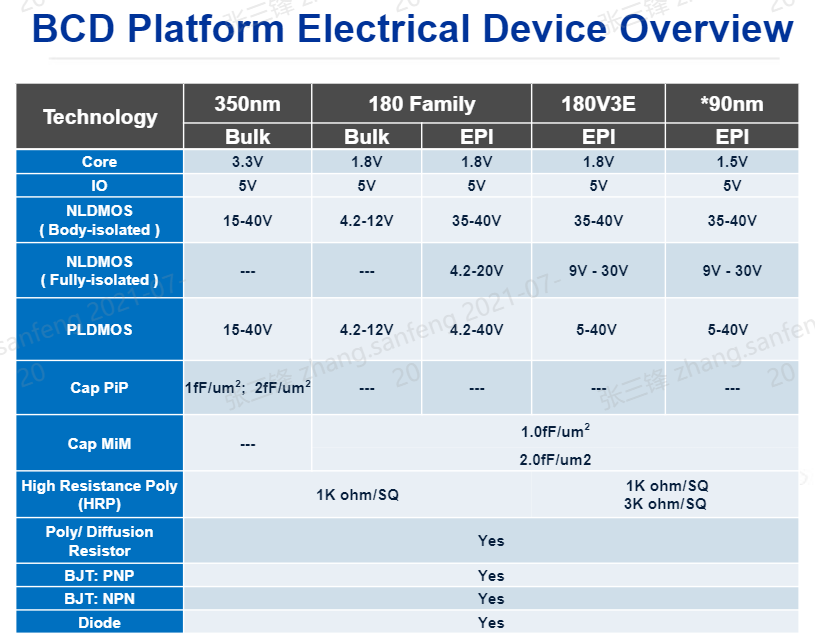 BCD Platform Electrical Device Overview
Technology 350nm 180 Family 180V3E *90nm
Bulk Bulk EPI EPI EPI
Core 3.3V 1.8V 1.8V 1.8V 1.5V
IO 5V 5V 5V 5V 5V
NLDMOS
( Body-isolated ) 15-40V 4.2-12V 35-40V 35-40V 35-40V
NLDMOS
( Fully-isolated ) --- --- 4.2-20V 9V - 30V 9V - 30V
PLDMOS 15-40V 4.2-12V 4.2-40V 5-40V 5-40V
Cap PiP 1fF/um²; 2fF/um² --- --- --- ---
Cap MiM --- 1.0fF/um²
2.0fF/um2
High Resistance Poly
(HRP) 1K ohm/SQ 1K ohm/SQ
3K ohm/SQ
Poly/ Diffusion
Resistor Yes
BJT: PNP Yes
BJT: NPN Yes
Diode Yes
张三锋 zhang.sanfeng 2021-07-
20